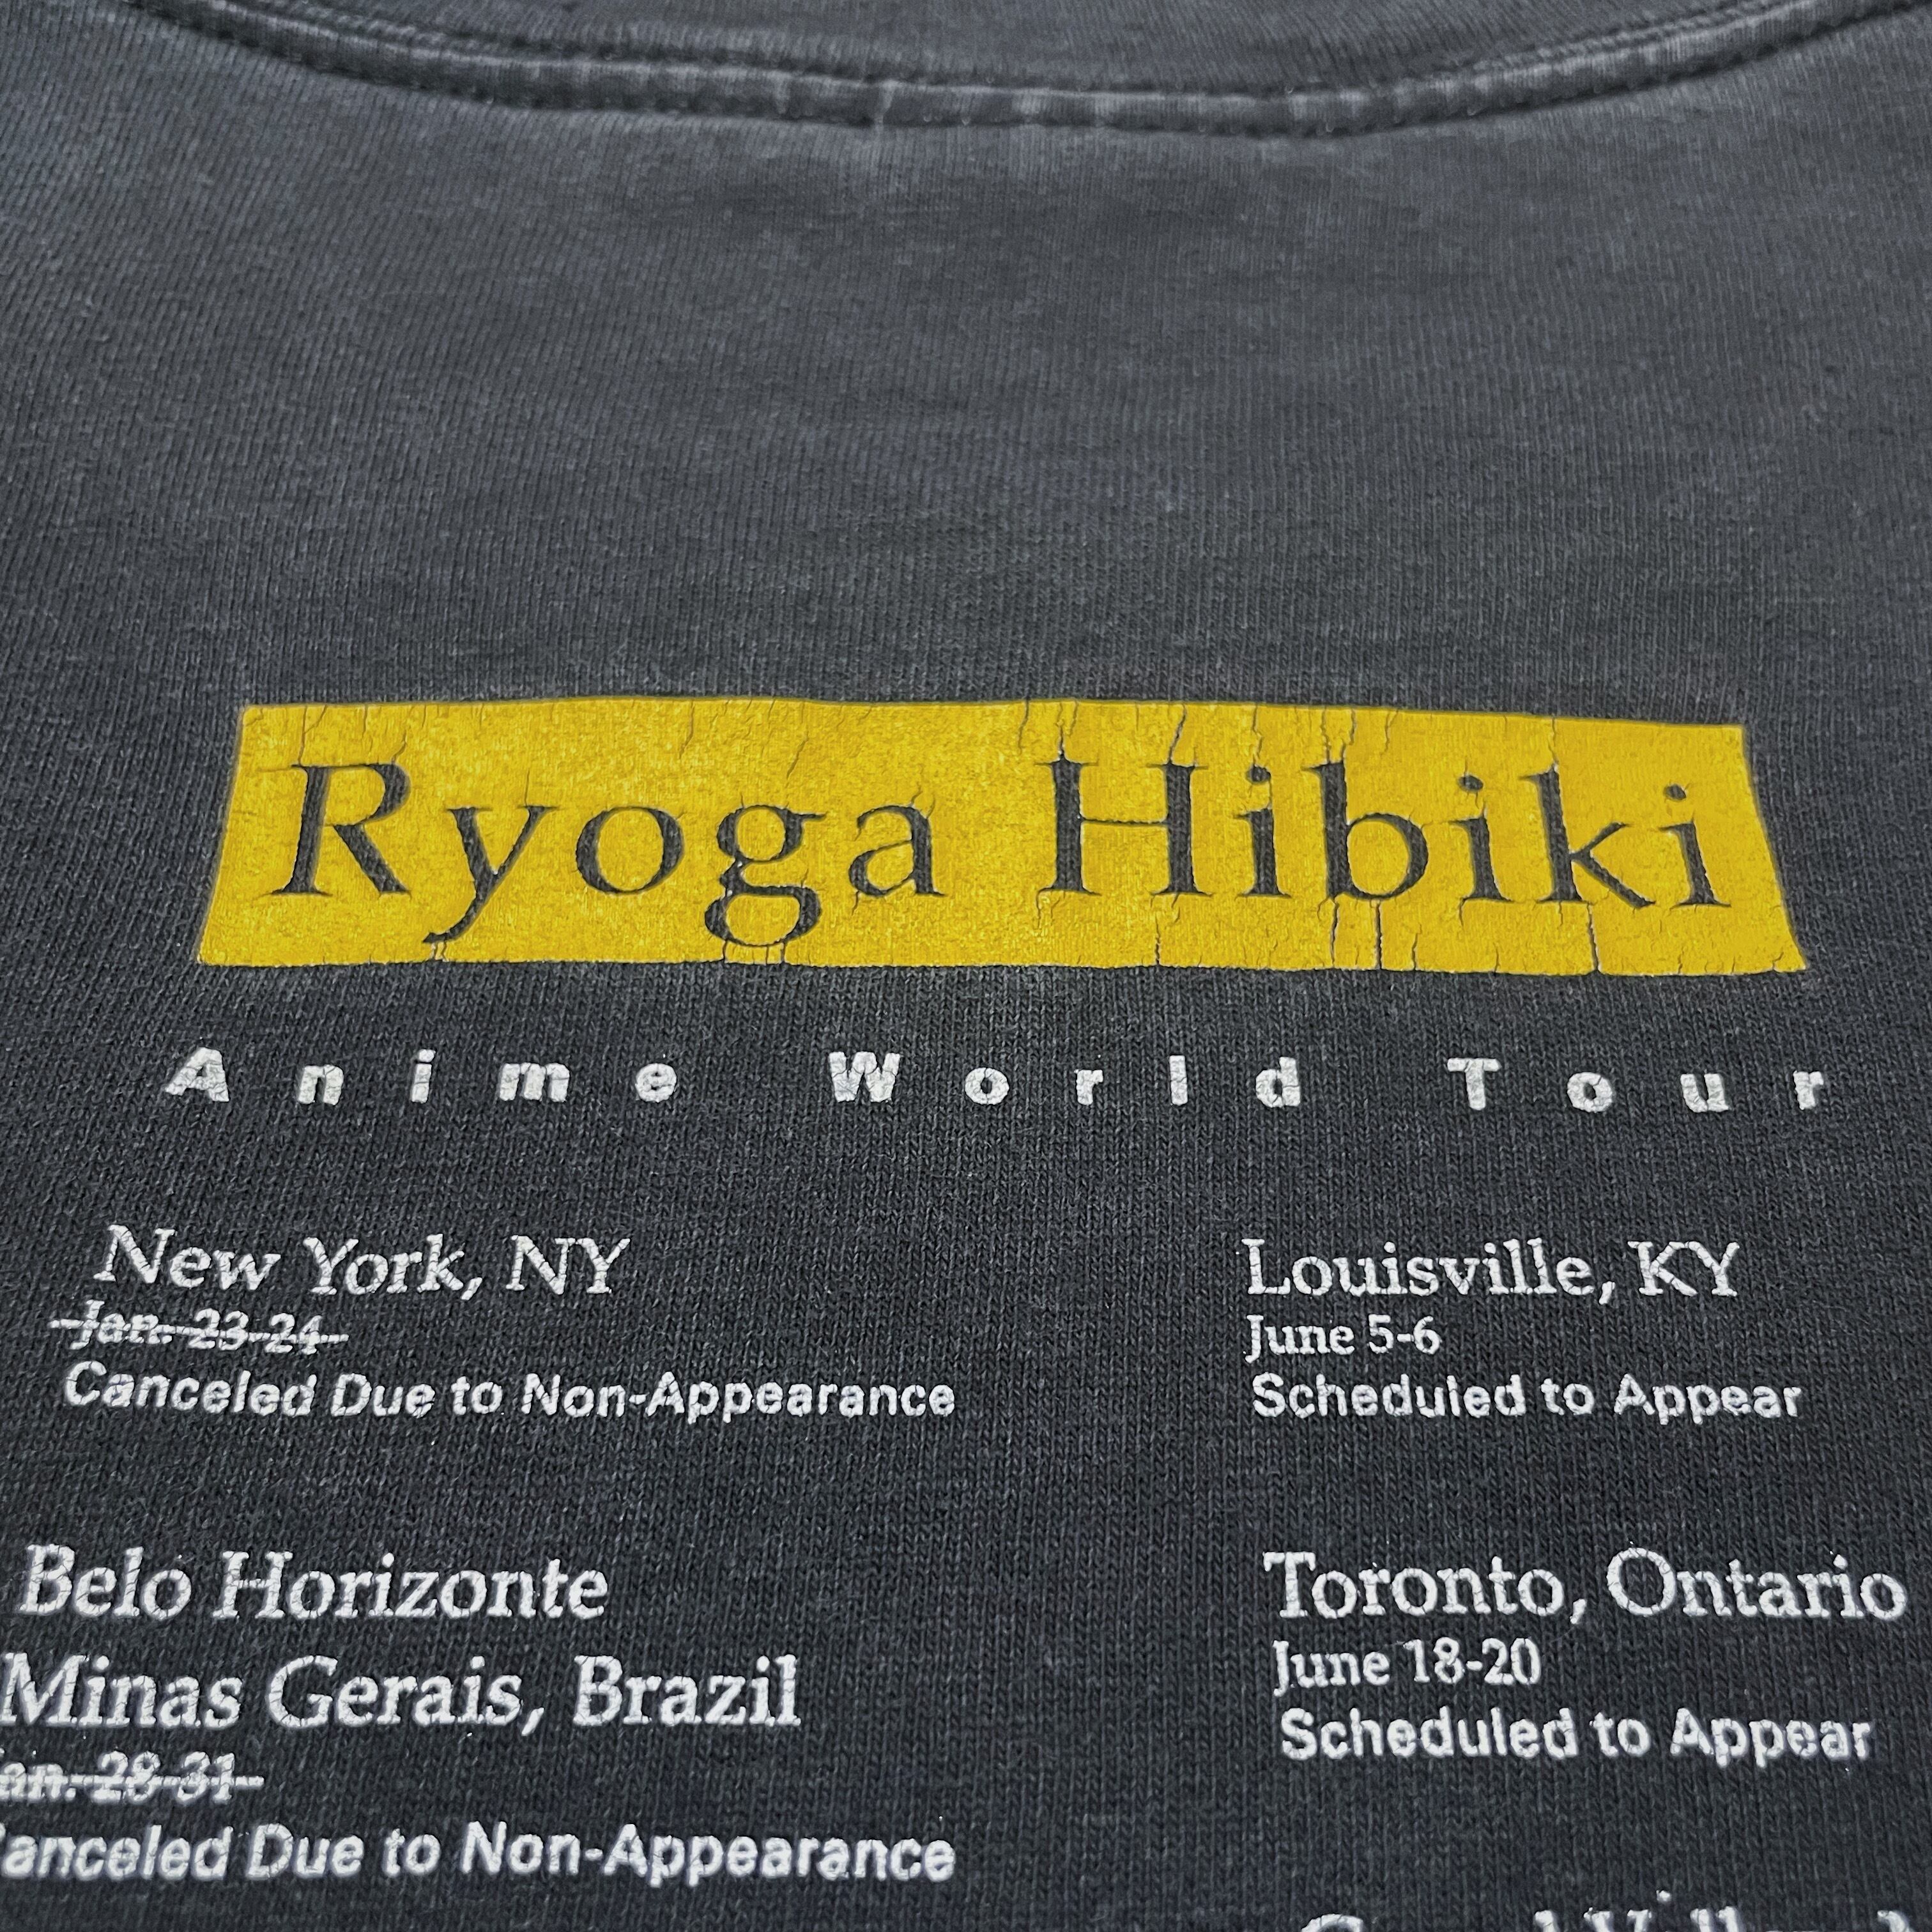 Ryoga Hibiki
Anime World Tour
New York, NY
Jan. 23-24
Canceled Due to Non-Appearance
Belo Horizonte
Minas Gerais, Brazil
Jan. 28-31
Canceled Due to Non-Appearance
Louisville, KY
June 5-6
Scheduled to Appear
Toronto, Ontario
June 18-20
Scheduled to Appear